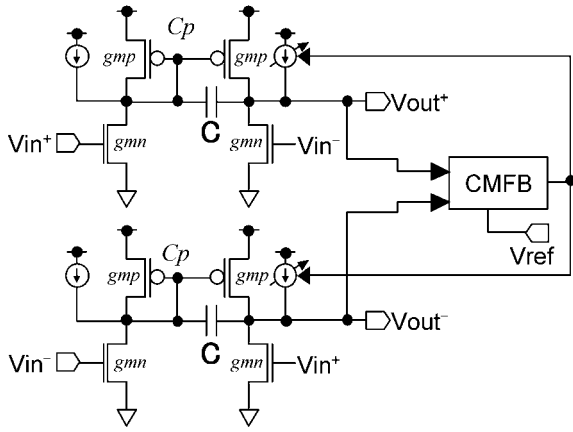 Cp
gmp gmp
Vout⁺
C
Vin⁺ gmn gmn Vin⁻
CMFB
Vref
Cp
gmp gmp
Vout⁻
C
Vin⁻ gmn gmn Vin⁺